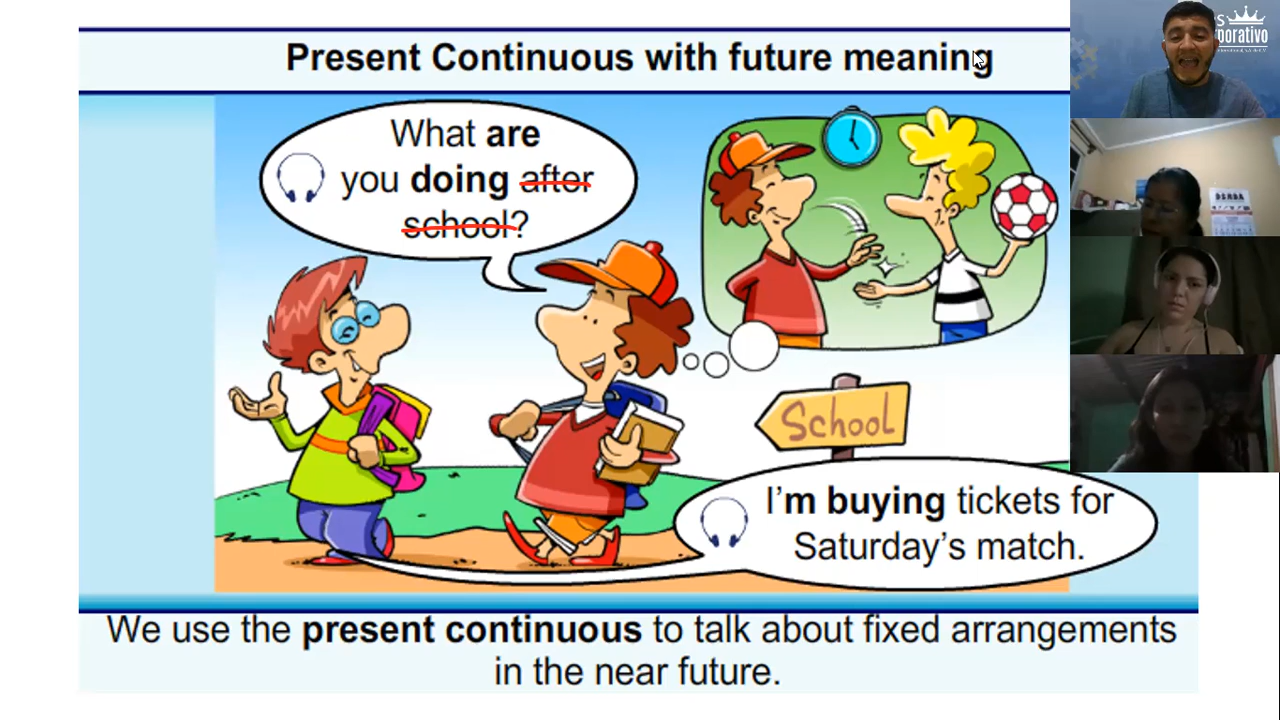 Present Continuous with future meaning
What are
you doing after
school?
School
I'm buying tickets for
Saturday's match.
We use the present continuous to talk about fixed arrangements
in the near future.